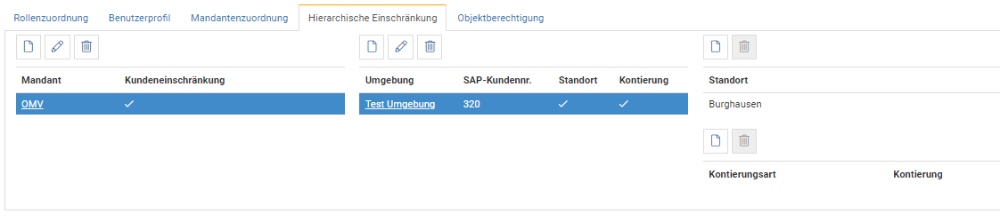 Rollenzuordnung Benutzerprofil Mandantenzuordnung Hierarchische Einschränkung Objektberechtigung
Mandant Kundeneinschränkung
OMV
Umgebung SAP-Kundennr. Standort Kontierung
Test Umgebung 320
Standort
Burghausen
Kontierungsart Kontierung